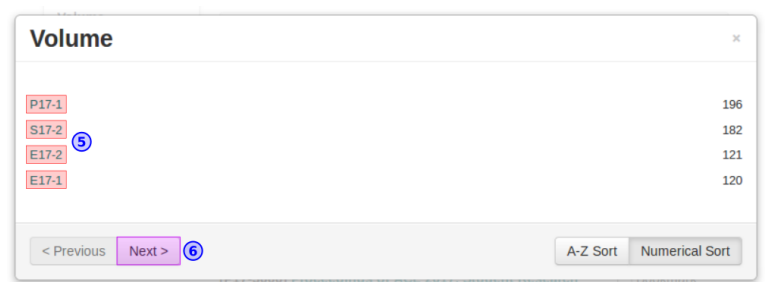 Volume
×
P17-1 196
S17-2 182
5
E17-2 121
E17-1 120
< Previous Next > 6 A-Z Sort Numerical Sort